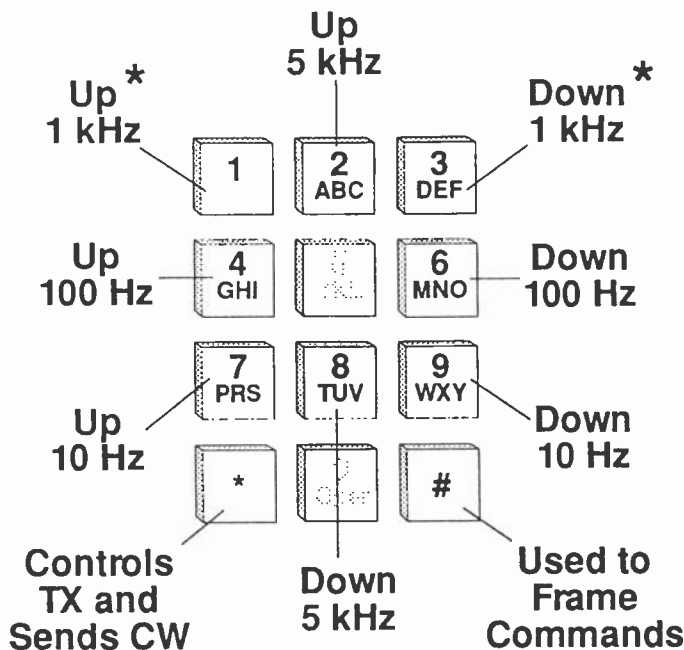 Up
5 kHz
Up *
1 kHz
Down *
1 kHz
1
2
ABC
3
DEF
Up
100 Hz
4
GHI
6
MNO
Down
100 Hz
7
PRS
8
TUV
9
WXY
Up
10 Hz
Down
10 Hz
*
Oper
#
Controls
TX and
Sends CW
Down
5 kHz
Used to
Frame
Commands